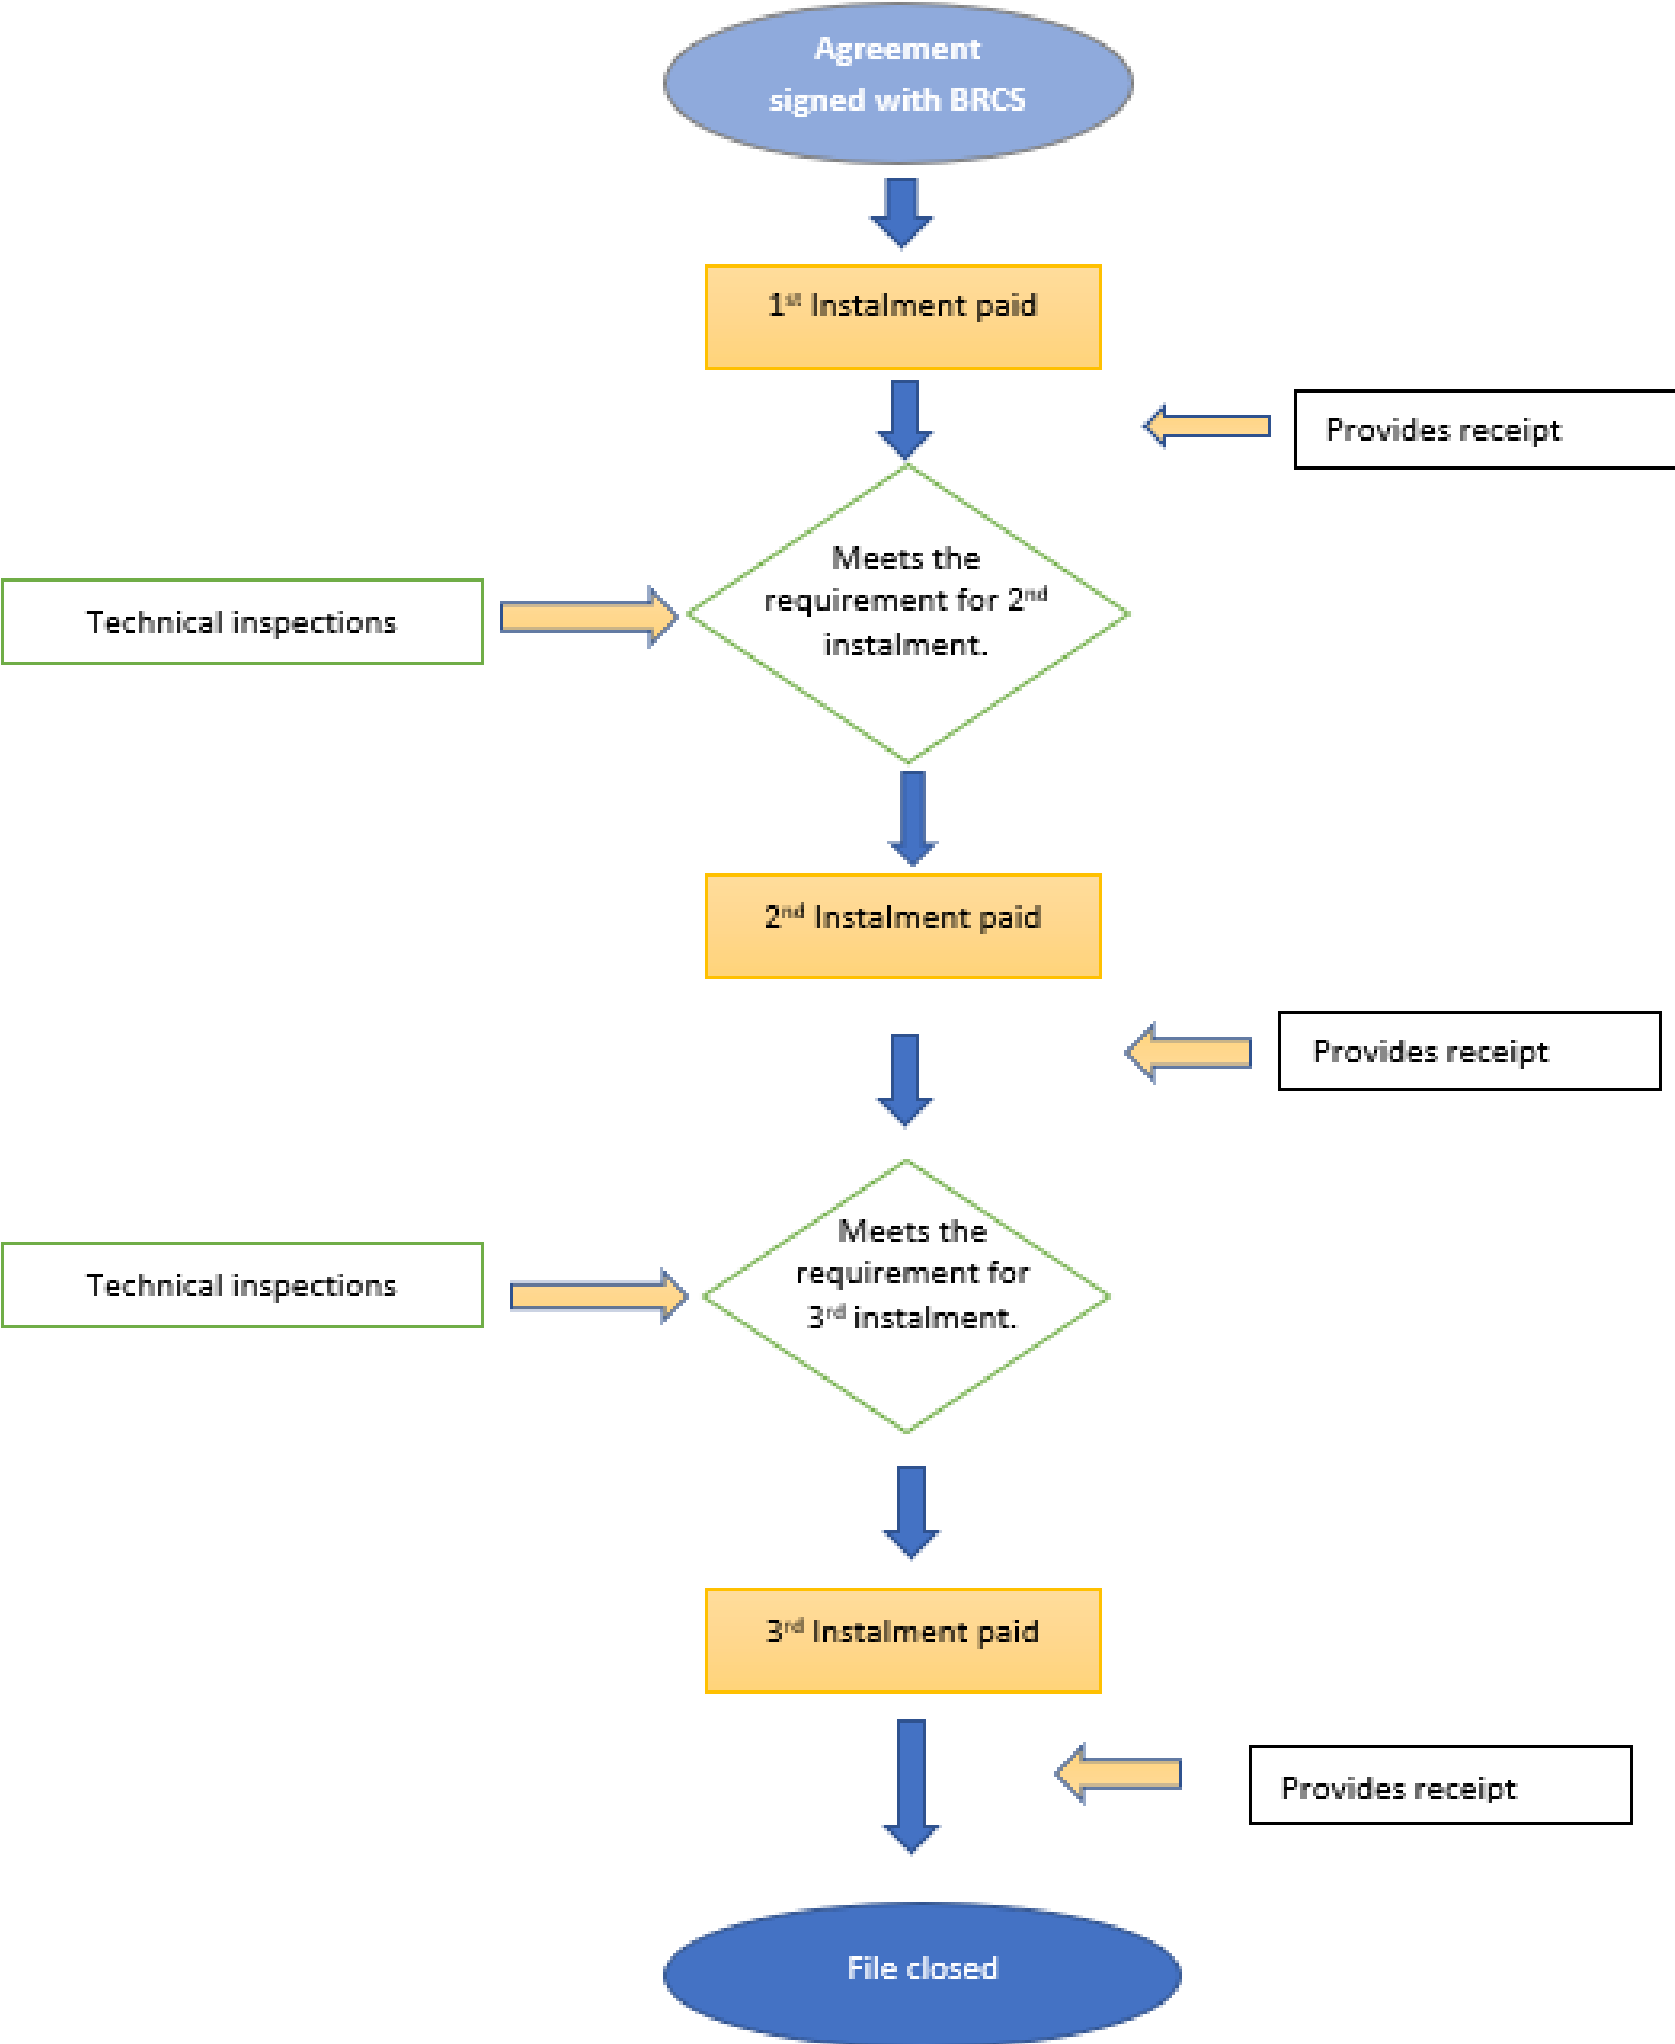 Agreement
signed with BRCS
1st Instalment paid
Provides receipt
Meets the
requirement for 2nd
instalment.
Technical inspections
2nd Instalment paid
Provides receipt
Meets the
requirement for
3rd instalment.
Technical inspections
3rd Instalment paid
Provides receipt
File closed